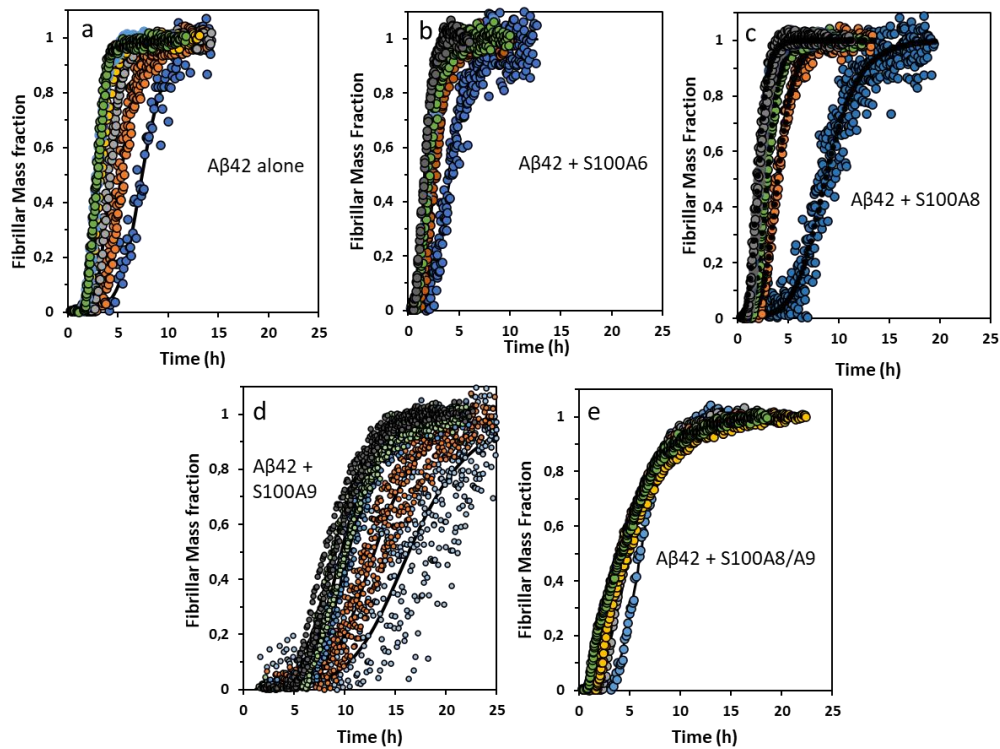 a
Fibrillar Mass fraction
1
0,8
0,6
0,4
0,2
0
Aβ42 alone
0 5 10 15 20 25
Time (h)
b
Fibrillar Mass Fraction
1
0,8
0,6
0,4
0,2
0
Aβ42 + S100A6
0 5 10 15 20 25
Time (h)
c
Fibrillar Mass Fraction
1
0,8
0,6
0,4
0,2
0
Aβ42 + S100A8
0 5 10 15 20 25
Time (h)
d
Fibrillar Mass fraction
1
0,8
0,6
0,4
0,2
0
Aβ42 +
S100A9
0 5 10 15 20 25
Time (h)
e
Fibrillar Mass Fraction
1
0,8
0,6
0,4
0,2
0
Aβ42 + S100A8/A9
0 5 10 15 20 25
Time (h)